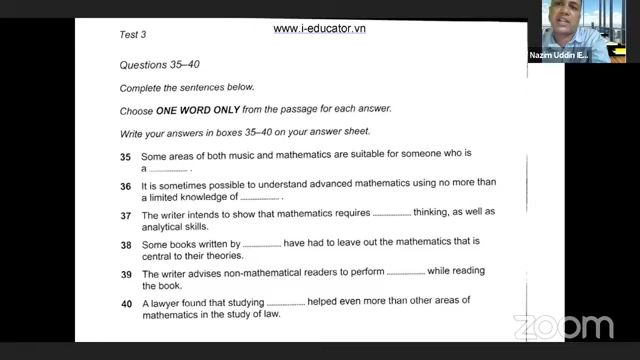 www.i-educator.vn
Test 3
Nazim Uddin IE...
Questions 35–40
Complete the sentences below.
Choose ONE WORD ONLY from the passage for each answer.
Write your answers in boxes 35–40 on your answer sheet.
35 Some areas of both music and mathematics are suitable for someone who is
a .................... .
36 It is sometimes possible to understand advanced mathematics using no more than
a limited knowledge of .................... .
37 The writer intends to show that mathematics requires .................... thinking, as well as
analytical skills.
38 Some books written by .................... have had to leave out the mathematics that is
central to their theories.
39 The writer advises non-mathematical readers to perform .................... while reading
the book.
40 A lawyer found that studying .................... helped even more than other areas of
mathematics in the study of law.
zoom